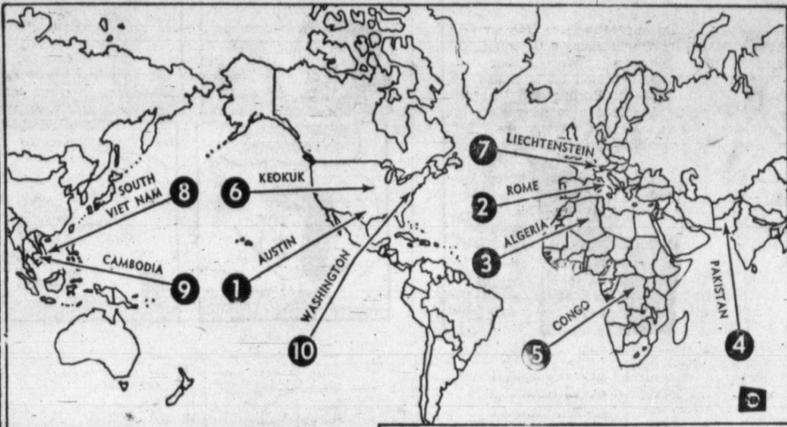 7 LIECHTENSTEIN
SOUTH
VIET NAM 8
6 KEOKUK
2 ROME
3 ALGERIA
CAMBODIA 9
AUSTIN 1
WASHINGTON 10
CONGO 5
PAKISTAN 4